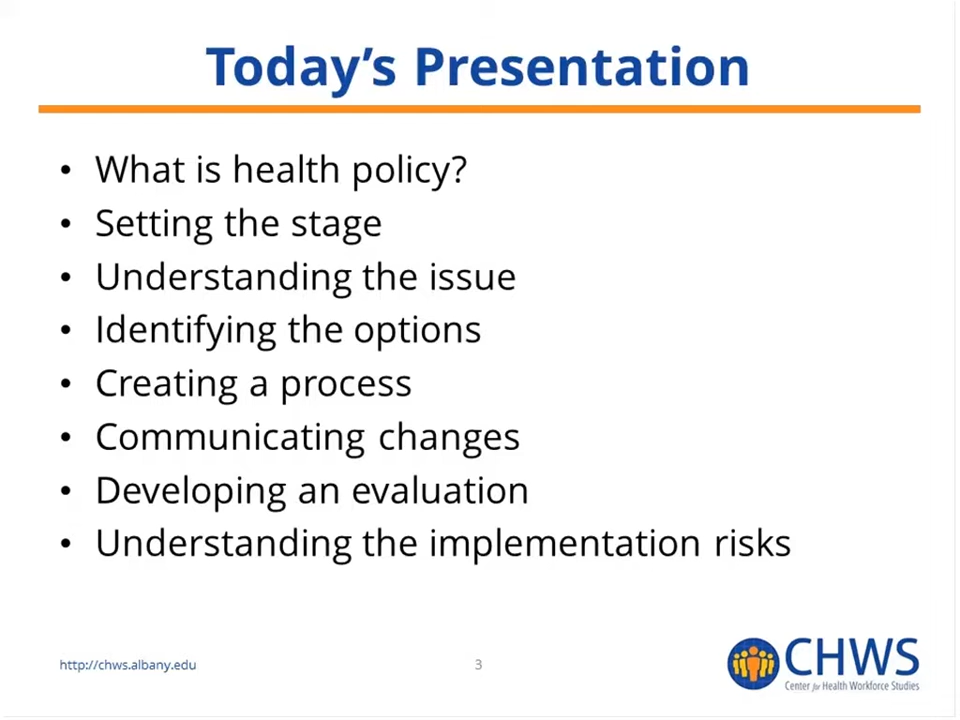 Today’s Presentation
• What is health policy?
• Setting the stage
• Understanding the issue
• Identifying the options
• Creating a process
• Communicating changes
• Developing an evaluation
• Understanding the implementation risks
http://chws.albany.edu
3
CHWS
Center for Health Workforce Studies